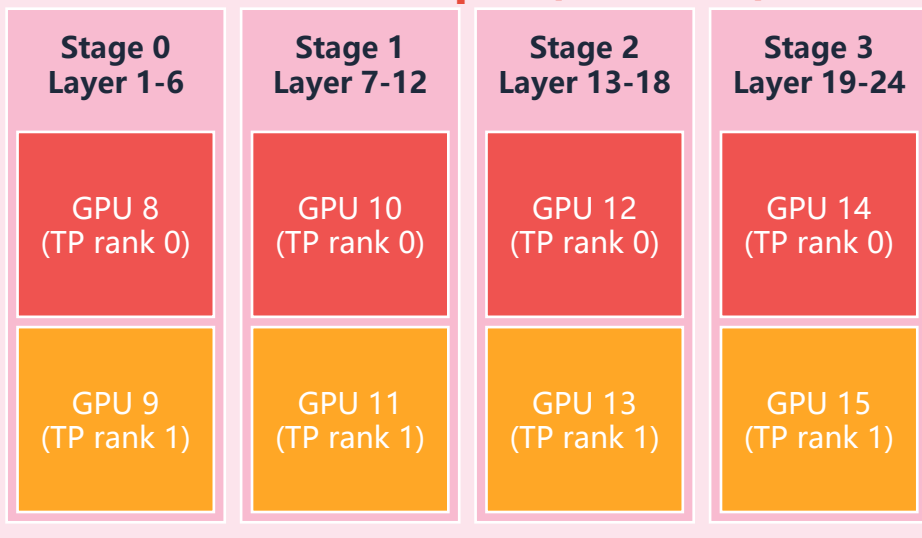 Stage 0
Layer 1-6
Stage 1
Layer 7-12
Stage 2
Layer 13-18
Stage 3
Layer 19-24
GPU 8
(TP rank 0)
GPU 10
(TP rank 0)
GPU 12
(TP rank 0)
GPU 14
(TP rank 0)
GPU 9
(TP rank 1)
GPU 11
(TP rank 1)
GPU 13
(TP rank 1)
GPU 15
(TP rank 1)